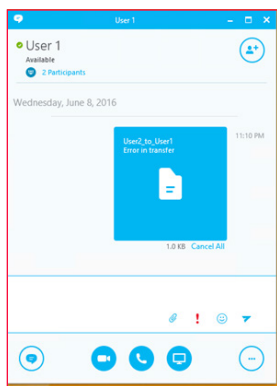 User 1
User 1
Available
2 Participants
Wednesday, June 8, 2016
User2_to_User1
Error in transfer
11:10 PM
1.0 KB Cancel All